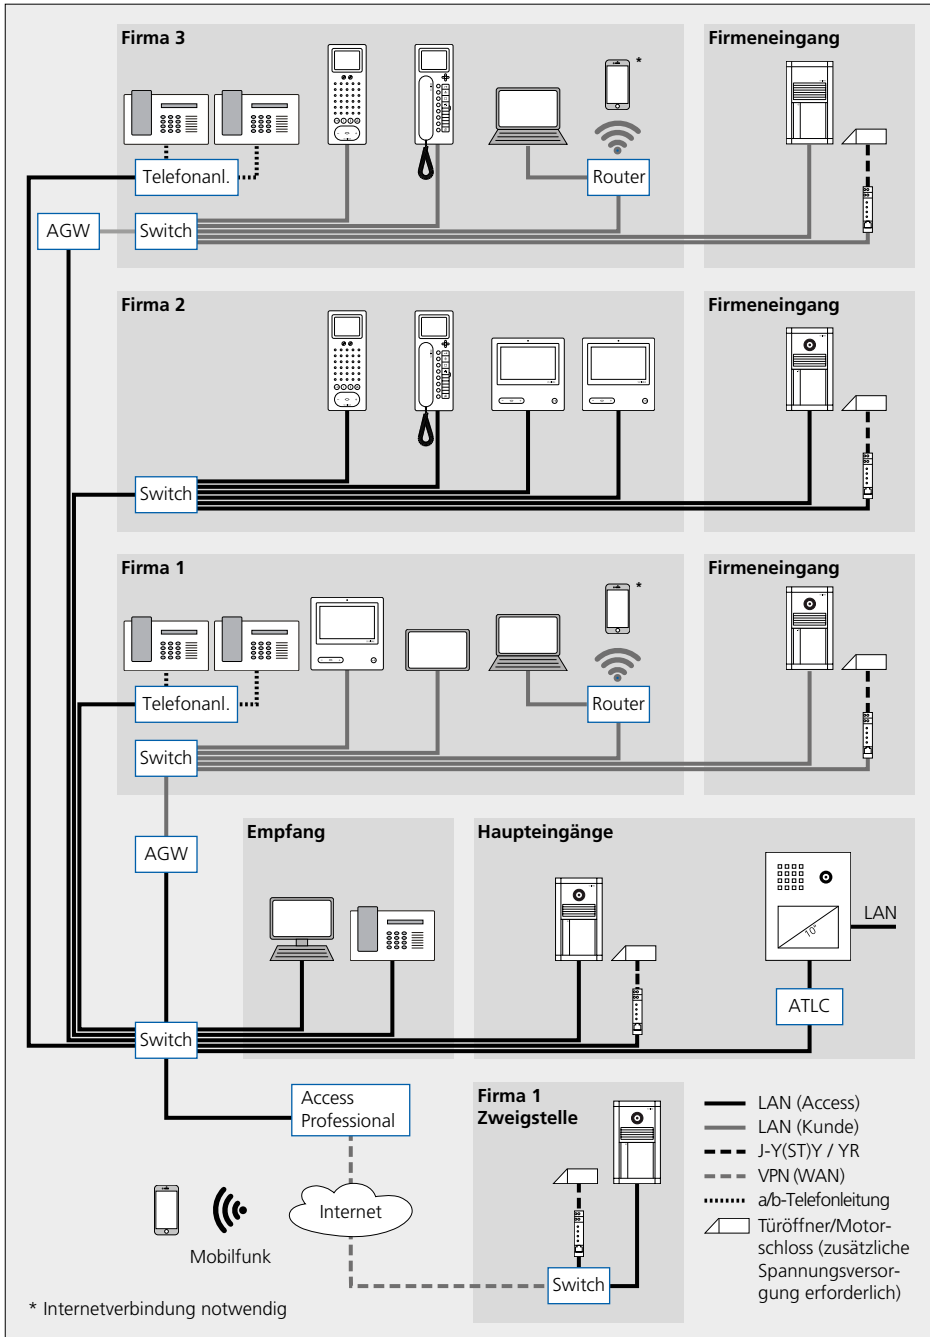 Firma 3
Firmeneingang
*
Telefonanl.
Router
AGW
Switch
Firma 2
Firmeneingang
Switch
Firma 1
Firmeneingang
*
Telefonanl.
Router
Switch
AGW
Empfang
Haupteingänge
10"
LAN
ATLC
Switch
Access
Professional
Firma 1
Zweigstelle
Internet
Mobilfunk
Switch
LAN (Access)
LAN (Kunde)
J-Y(ST)Y / YR
VPN (WAN)
a/b-Telefonleitung
Türöffner/Motor-
schloss (zusätzliche
Spannungsversor-
gung erforderlich)
* Internetverbindung notwendig